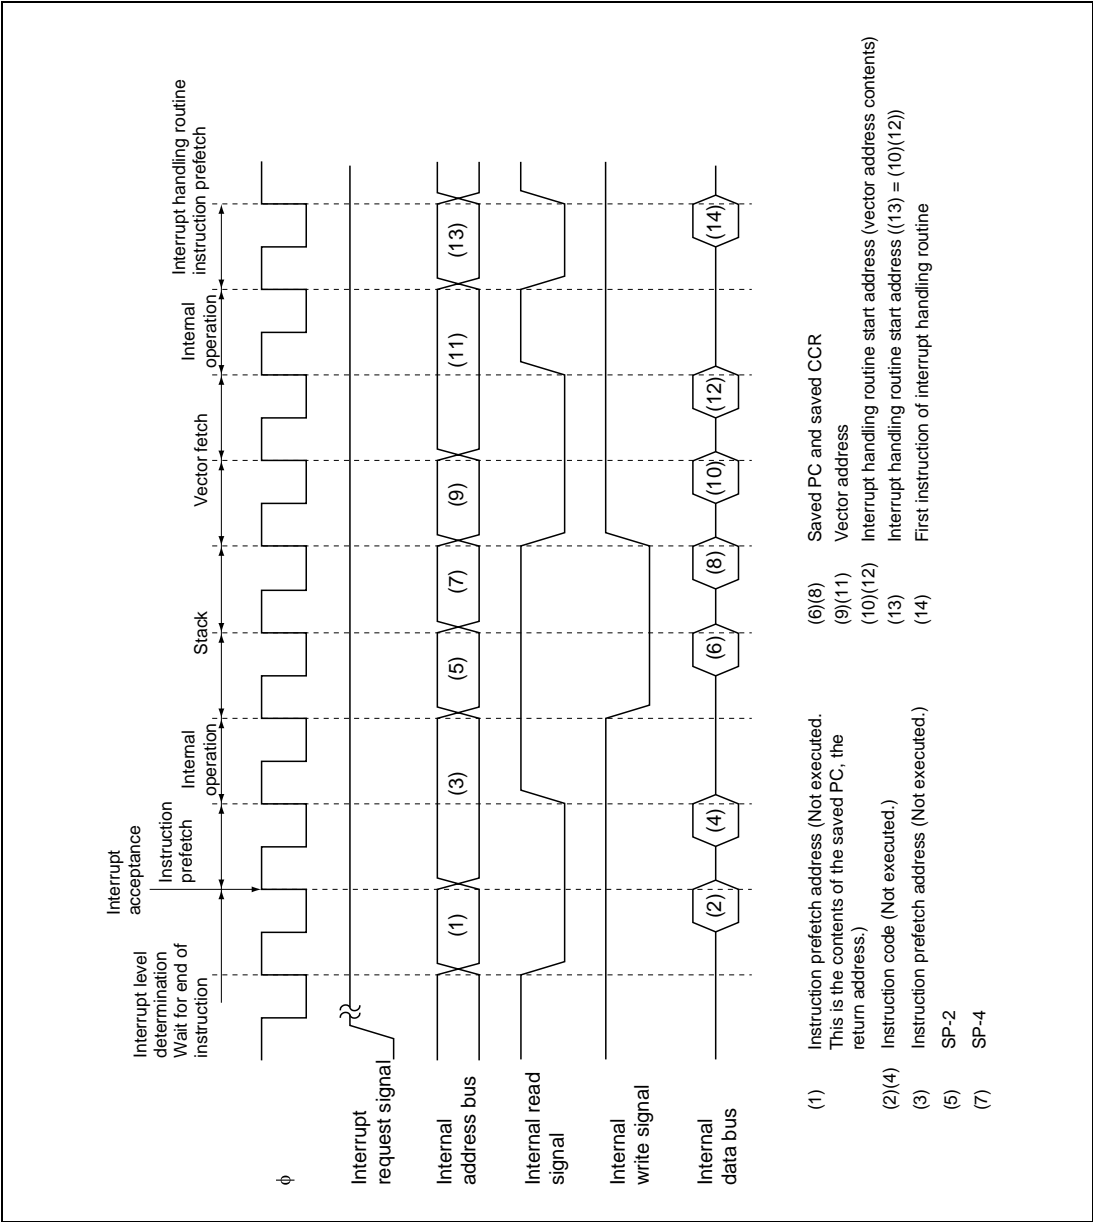 Interrupt level
determination
Wait for end of
instruction
Interrupt
acceptance
Instruction
prefetch
Internal
operation
Stack
Vector fetch
Internal
operation
Interrupt handling routine
instruction prefetch
φ
Interrupt
request signal
Internal
address bus
(1)
(3)
(5)
(7)
(9)
(11)
(13)
Internal read
signal
Internal
write signal
Internal
data bus
(2)
(4)
(6)
(8)
(10)
(12)
(14)
(1) Instruction prefetch address (Not executed.
This is the contents of the saved PC, the
return address.)
(2)(4) Instruction code (Not executed.)
(3) Instruction prefetch address (Not executed.)
(5) SP-2
(7) SP-4
(6)(8) Saved PC and saved CCR
(9)(11) Vector address
(10)(12) Interrupt handling routine start address (vector address contents)
(13) Interrupt handling routine start address ((13) = (10)(12))
(14) First instruction of interrupt handling routine